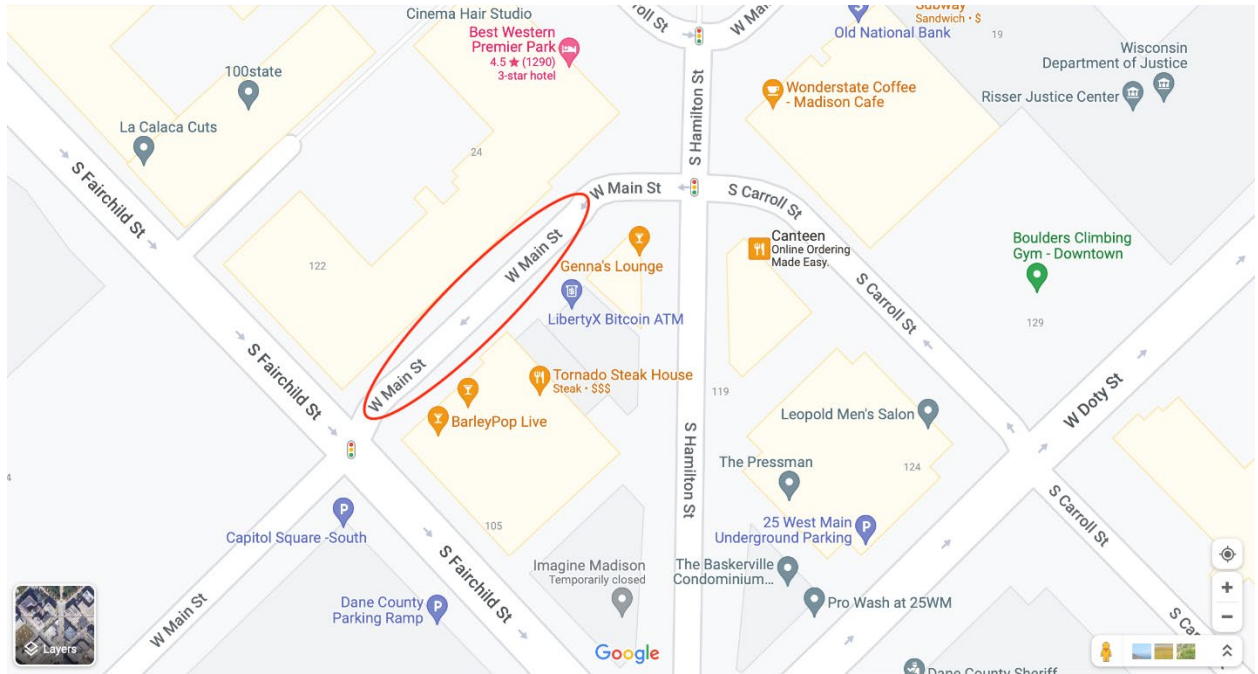 Cinema Hair Studio
Best Western
Premier Park
4.5 ★ (1290)
3-star hotel
S Carroll St
W Mai
Subway
Sandwich • $
Old National Bank
19
Wisconsin
Department of Justice
Risser Justice Center
100state
La Calaca Cuts
24
S Hamilton St
Wonderstate Coffee
- Madison Cafe
S Fairchild St
W Main St
S Carroll St
122
W Main St
Genna's Lounge
Canteen
Online Ordering
Made Easy.
Boulders Climbing
Gym - Downtown
LibertyX Bitcoin ATM
S Carroll St
129
S Fairchild St
W Main St
Tornado Steak House
Steak • $$$
BarleyPop Live
119
W Doty St
Leopold Men's Salon
S Hamilton St
The Pressman
124
4
Capitol Square -South
105
25 West Main
Underground Parking
S Carroll St
S Fairchild St
Imagine Madison
Temporarily closed
The Baskerville
Condominium...
Pro Wash at 25WM
W Main St
Dane County
Parking Ramp
S Ca
Layers
Google
Dane County Sheriff